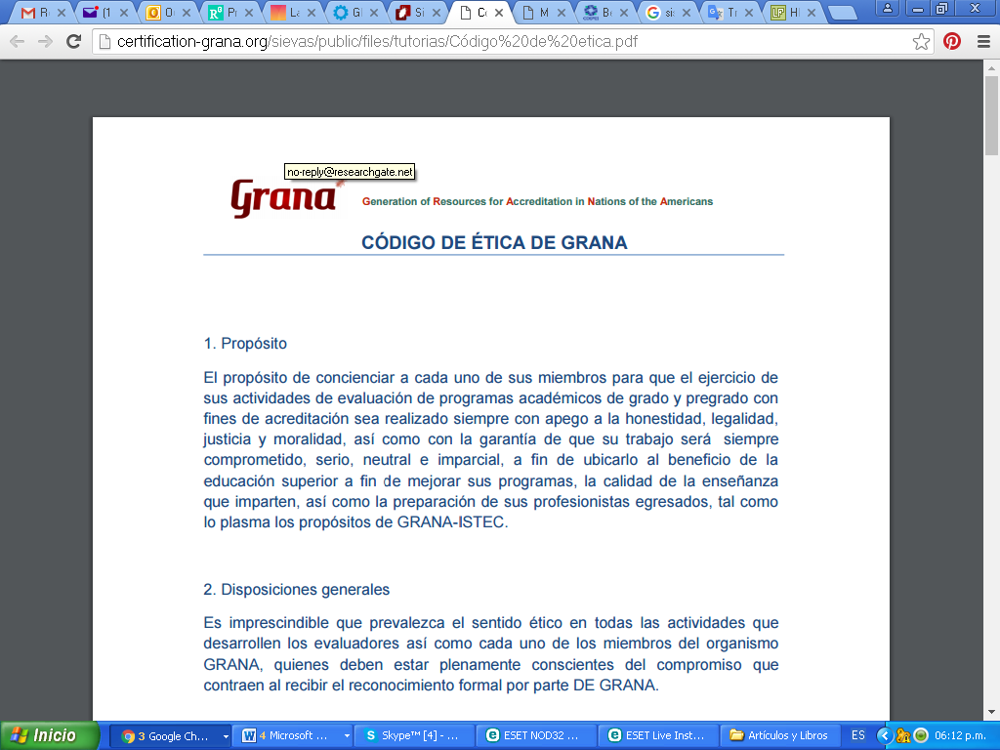 R
(1
O
R
P
L
G
Si
C
M
B
si
T
H
certification-grana.org/sievas/public/files/tutorias/Código%20de%20etica.pdf
no-reply@researchgate.net
Grana
Generation of Resources for Accreditation in Nations of the Americans
CÓDIGO DE ÉTICA DE GRANA
1. Propósito
El propósito de concienciar a cada uno de sus miembros para que el ejercicio de
sus actividades de evaluación de programas académicos de grado y pregrado con
fines de acreditación sea realizado siempre con apego a la honestidad, legalidad,
justicia y moralidad, así como con la garantía de que su trabajo será siempre
comprometido, serio, neutral e imparcial, a fin de ubicarlo al beneficio de la
educación superior a fin de mejorar sus programas, la calidad de la enseñanza
que imparten, así como la preparación de sus profesionistas egresados, tal como
lo plasma los propósitos de GRANA-ISTEC.
2. Disposiciones generales
Es imprescindible que prevalezca el sentido ético en todas las actividades que
desarrollen los evaluadores así como cada uno de los miembros del organismo
GRANA, quienes deben estar plenamente conscientes del compromiso que
contraen al recibir el reconocimiento formal por parte DE GRANA.
Inicio
3 Google Ch...
4 Microsoft ...
Skype™ [4] - ...
ESET NOD32 ...
ESET Live Inst...
Artículos y Libros
ES
06:12 p.m.